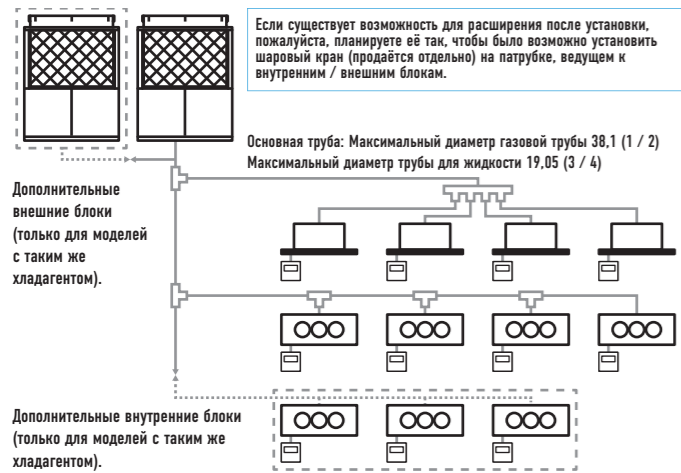 Если существует возможность для расширения после установки,
пожалуйста, планируете её так, чтобы было возможно установить
шаровый кран (продаётся отдельно) на патрубке, ведущем к
внутренним / внешним блокам.
Основная труба: Максимальный диаметр газовой трубы 38,1 (1 / 2)
Максимальный диаметр трубы для жидкости 19,05 (3 / 4)
Дополнительные
внешние блоки
(только для моделей
с таким же
хладагентом).
Дополнительные внутренние блоки
(только для моделей с таким же
хладагентом).